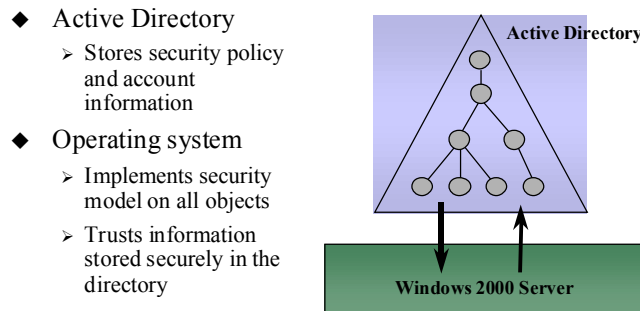 ◆ Active Directory
➢ Stores security policy
and account
information
◆ Operating system
➢ Implements security
model on all objects
➢ Trusts information
stored securely in the
directory
Active Directory
Windows 2000 Server